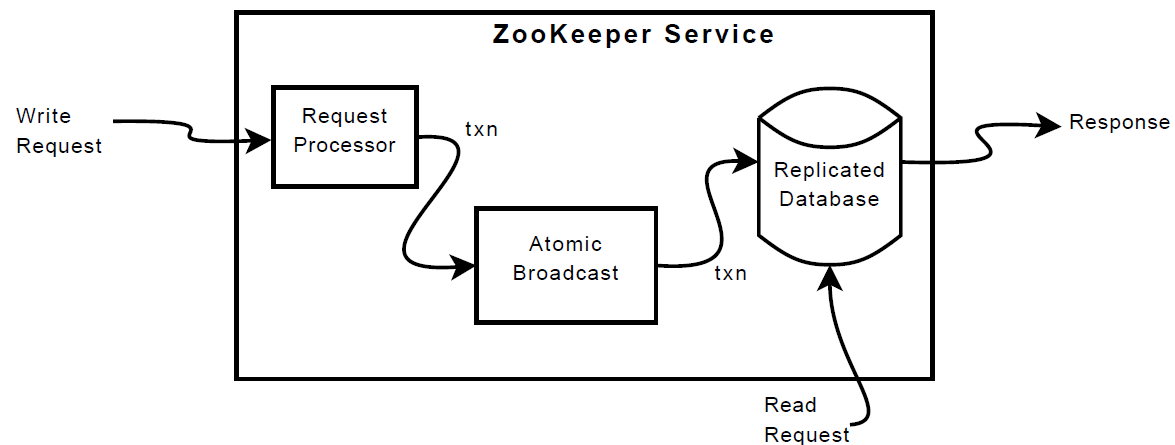 ZooKeeper Service
Write
Request
Request
Processor
txn
Atomic
Broadcast
txn
Replicated
Database
Response
Read
Request